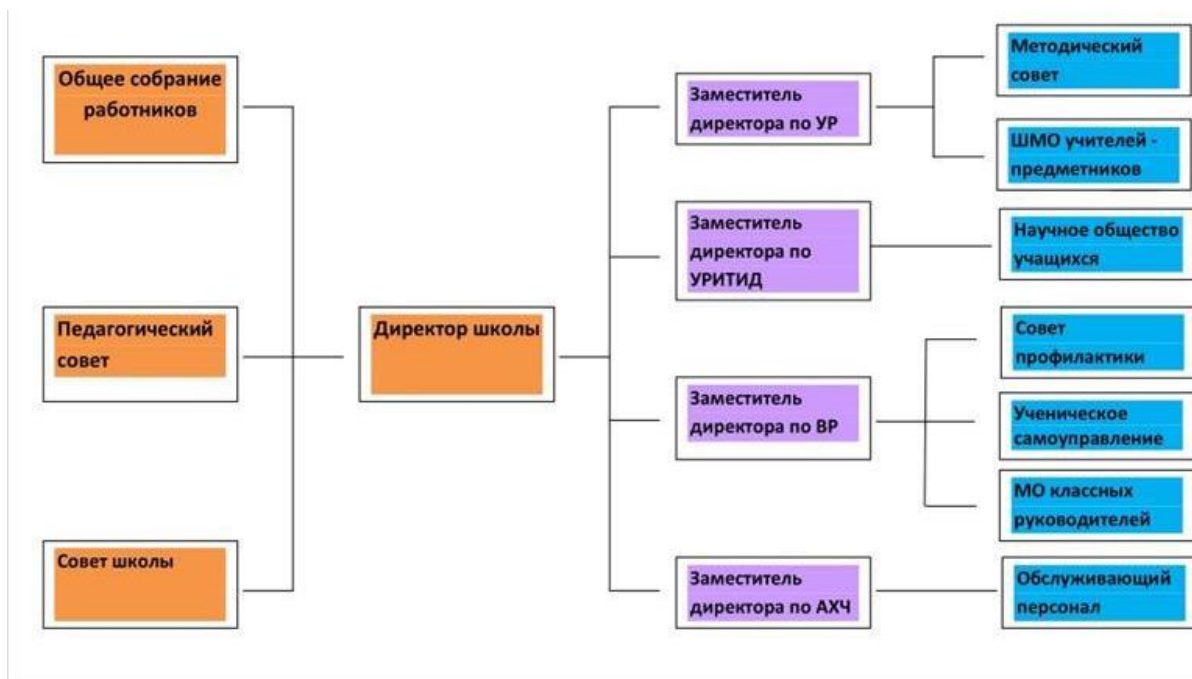 Общее собрание
работников
Педагогический
совет
Совет школы
Директор школы
Заместитель
директора по УР
Заместитель
директора по
УРИТИД
Заместитель
директора по ВР
Заместитель
директора по АХЧ
Методический
совет
ШМО учителей -
предметников
Научное общество
учащихся
Совет
профилактики
Ученическое
самоуправление
МО классных
руководителей
Обслуживающий
персонал